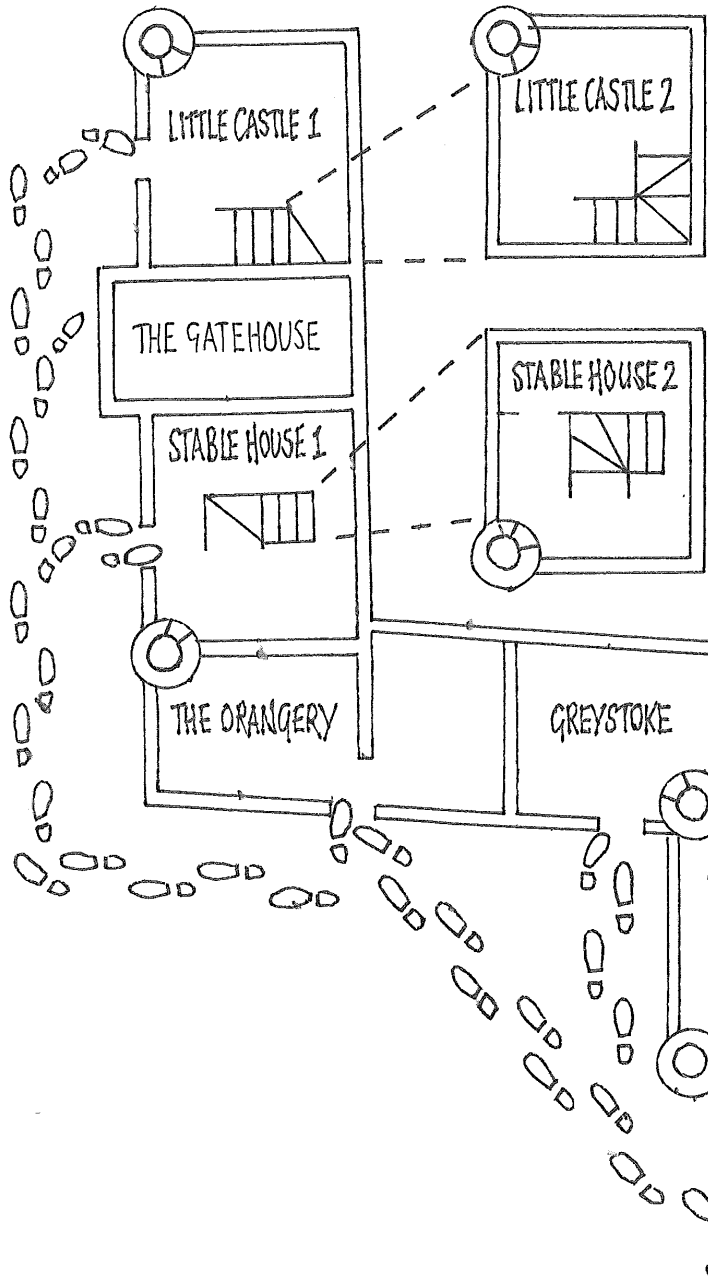 LITTLE CASTLE 1
LITTLE CASTLE 2
THE GATEHOUSE
STABLE HOUSE 2
STABLE HOUSE 1
THE ORANGERY
GREYSTOKE